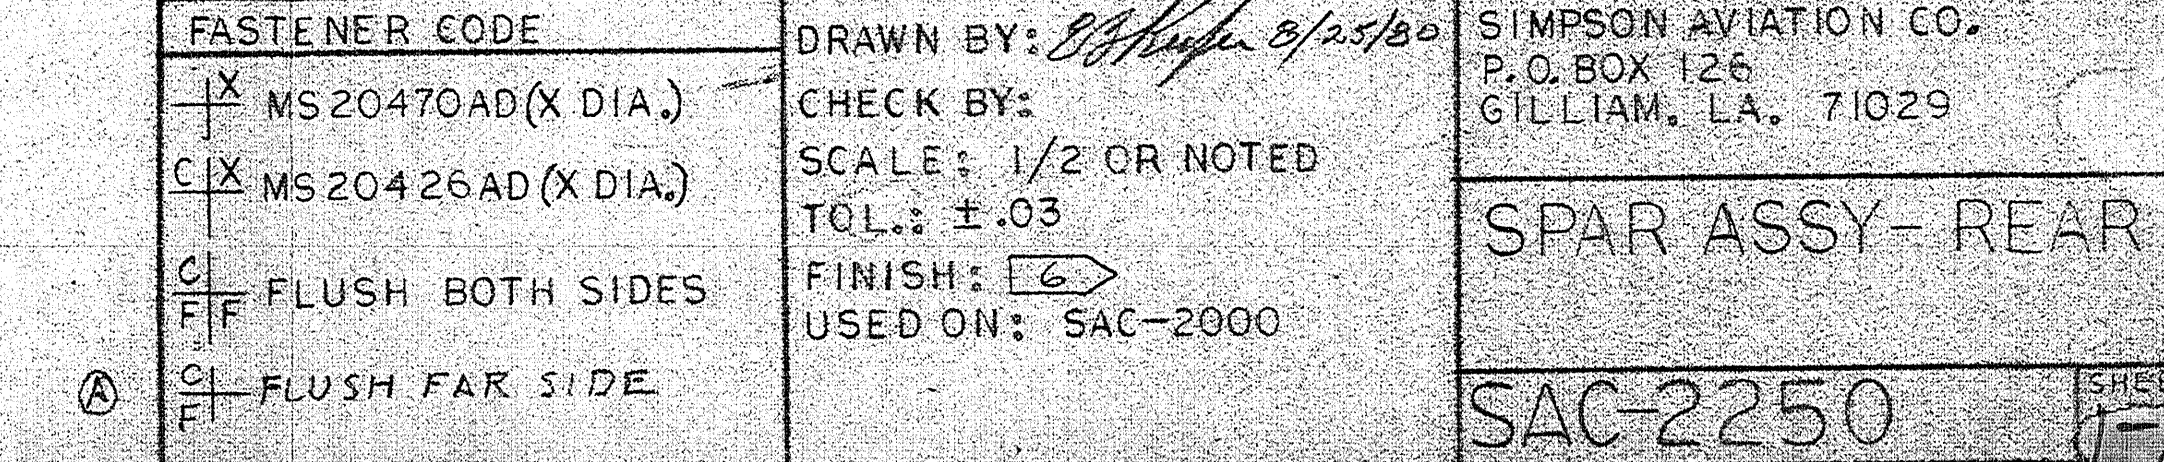 FASTENER CODE
X
MS20470AD(X DIA.)
C X
MS20426AD(X DIA.)
C
F F
FLUSH BOTH SIDES
A
C
F
FLUSH FAR SIDE
DRAWN BY: 8/25/80
CHECK BY:
SCALE: 1/2 OR NOTED
TOL.: ±.03
FINISH: 6
USED ON: SAC-2000
SIMPSON AVIATION CO.
P.O. BOX 126
GILLIAM, LA. 71029
SPAR ASSY-REAR
SAC-2250